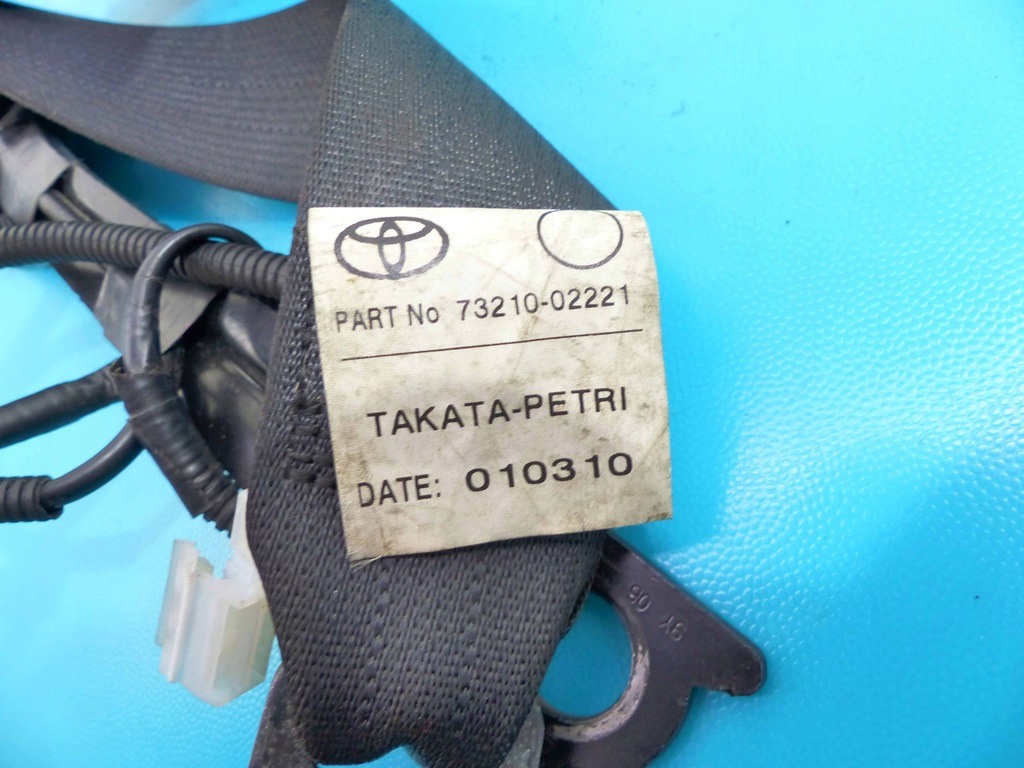 PART No 73210-02221
TAKATA-PETRI
DATE: 010310